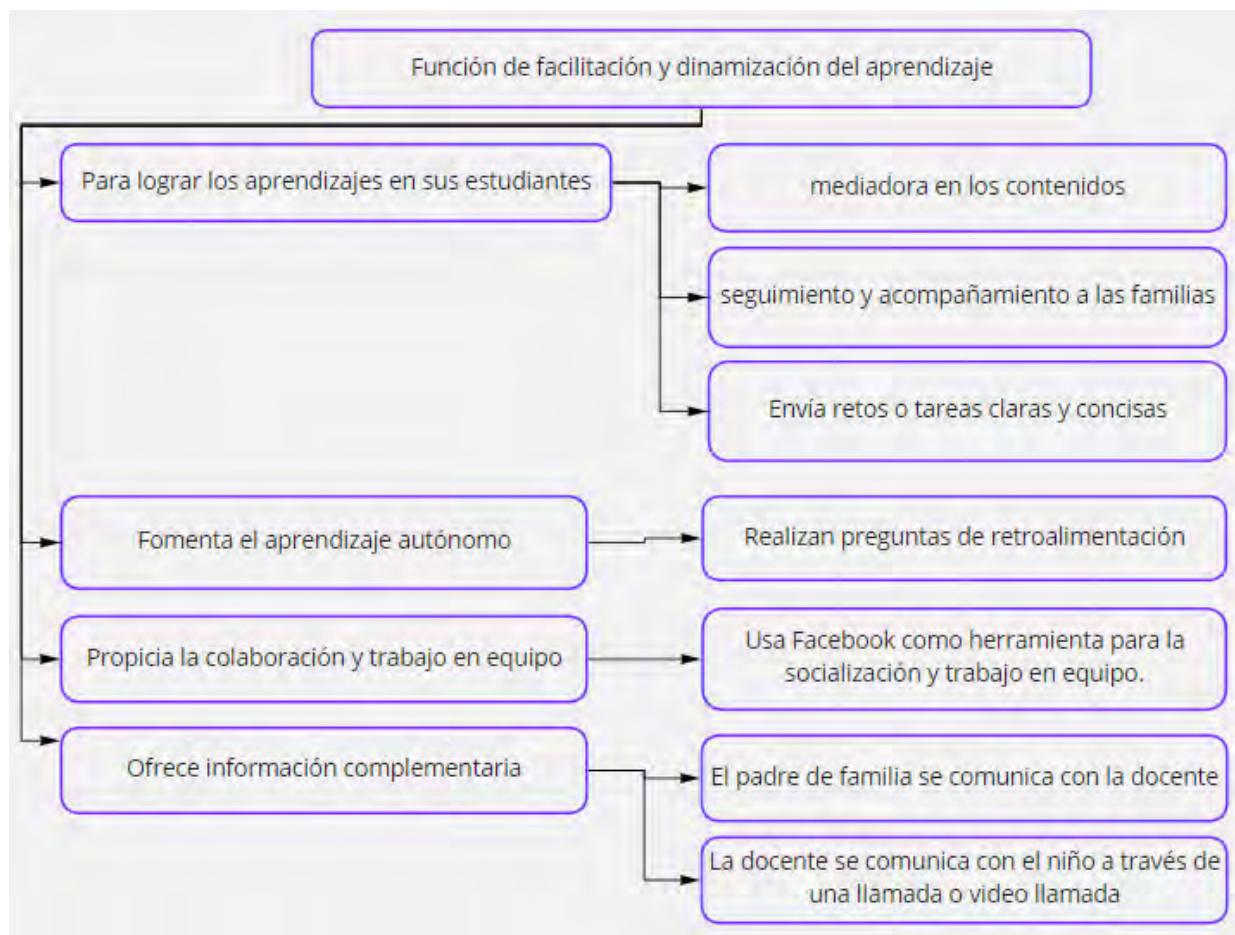 Función de facilitación y dinamización del aprendizaje
Para lograr los aprendizajes en sus estudiantes
mediadora en los contenidos
seguimiento y acompañamiento a las familias
Envía retos o tareas claras y concisas
Fomenta el aprendizaje autónomo
Realizan preguntas de retroalimentación
Propicia la colaboración y trabajo en equipo
Usa Facebook como herramienta para la
socialización y trabajo en equipo.
Ofrece información complementaria
El padre de familia se comunica con la docente
La docente se comunica con el niño a través de
una llamada o video llamada